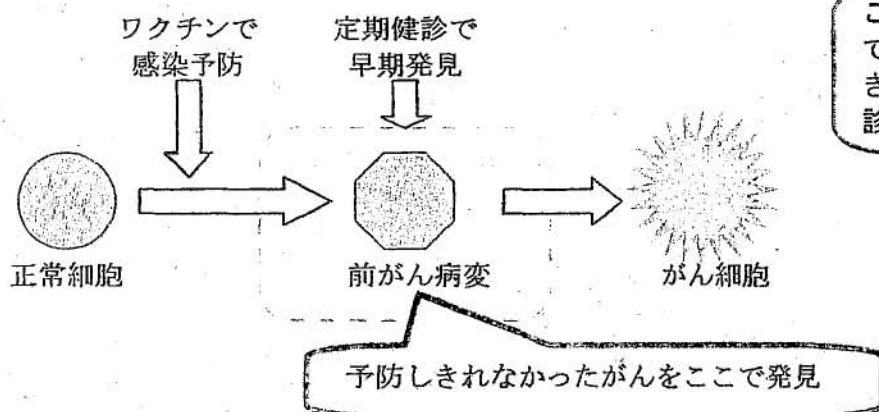 ワクチンで
感染予防
定期健診で
早期発見
正常細胞
前がん病変
がん細胞
予防しきれなかったがんをここで発見